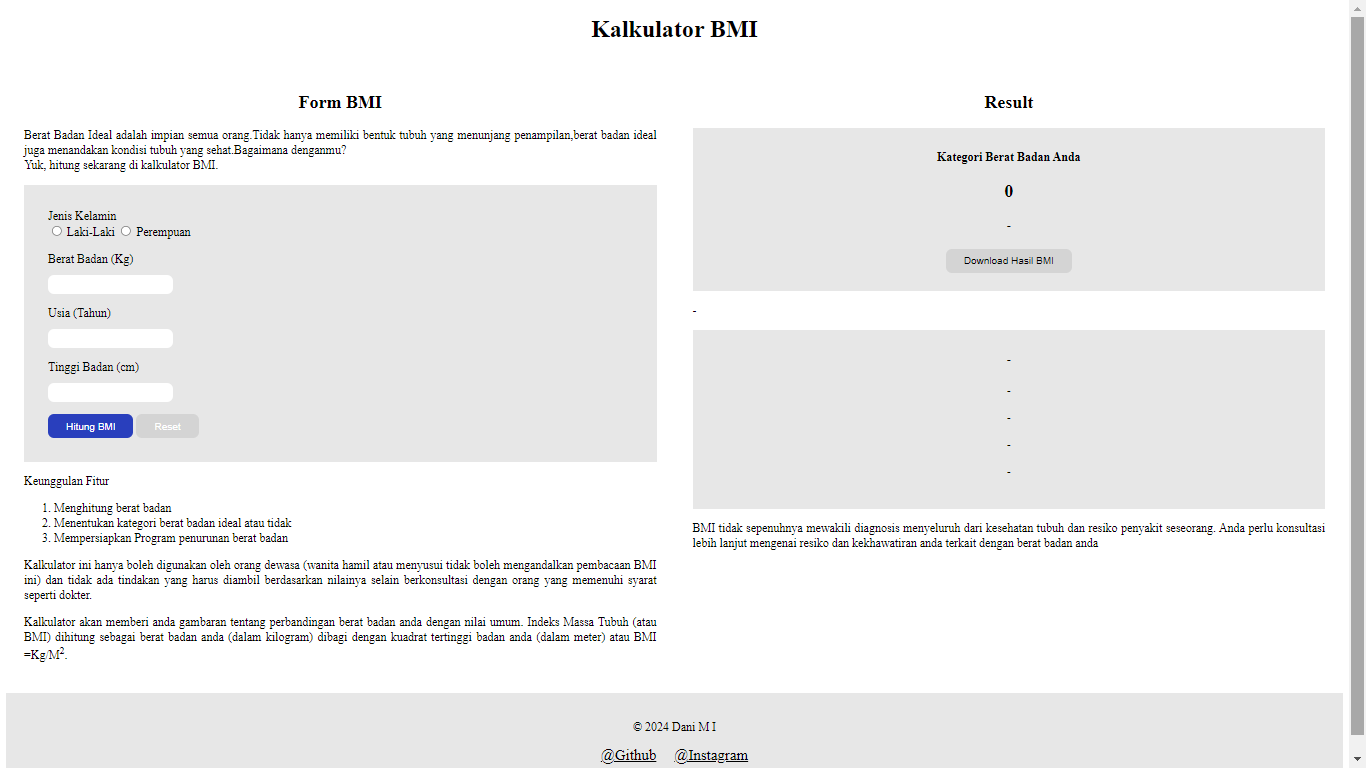 Kalkulator BMI
Form BMI
Berat Badan Ideal adalah impian semua orang.Tidak hanya memiliki bentuk tubuh yang menunjang penampilan,berat badan ideal
juga menandakan kondisi tubuh yang sehat.Bagaimana denganmu?
Yuk, hitung sekarang di kalkulator BMI.
Jenis Kelamin
Laki-Laki Perempuan
Berat Badan (Kg)
Usia (Tahun)
Tinggi Badan (cm)
Hitung BMI Reset
Keunggulan Fitur
1. Menghitung berat badan
2. Menentukan kategori berat badan ideal atau tidak
3. Mempersiapkan Program penurunan berat badan
Kalkulator ini hanya boleh digunakan oleh orang dewasa (wanita hamil atau menyusui tidak boleh mengandalkan pembacaan BMI
ini) dan tidak ada tindakan yang harus diambil berdasarkan nilainya selain berkonsultasi dengan orang yang memenuhi syarat
seperti dokter.
Kalkulator akan memberi anda gambaran tentang perbandingan berat badan anda dengan nilai umum. Indeks Massa Tubuh (atau
BMI) dihitung sebagai berat badan anda (dalam kilogram) dibagi dengan kuadrat tertinggi badan anda (dalam meter) atau BMI
=Kg/M².
Result
Kategori Berat Badan Anda
0
-
Download Hasil BMI
-
-
-
-
-
-
BMI tidak sepenuhnya mewakili diagnosis menyeluruh dari kesehatan tubuh dan resiko penyakit seseorang. Anda perlu konsultasi
lebih lanjut mengenai resiko dan kekhawatiran anda terkait dengan berat badan anda
© 2024 Dani M I
@Github @Instagram